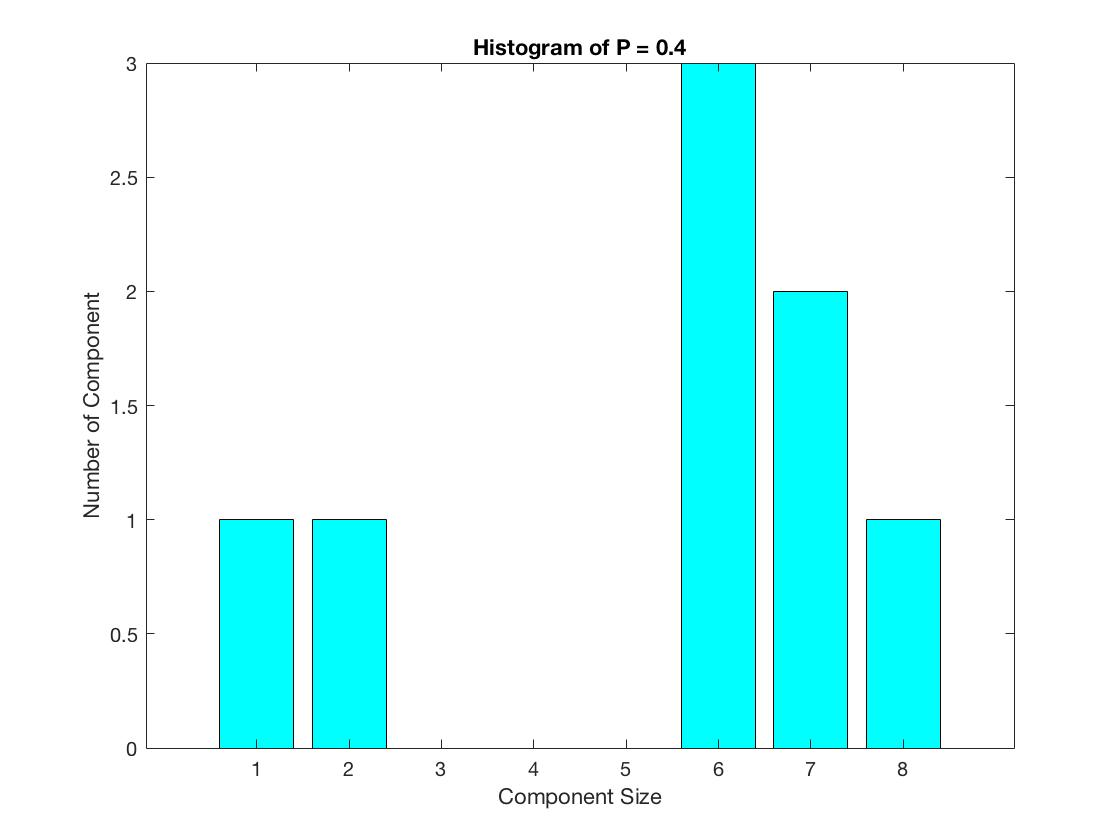 Histogram of P = 0.4
3
2.5
2
1.5
1
0.5
0
Number of Component
1 2 3 4 5 6 7 8
Component Size